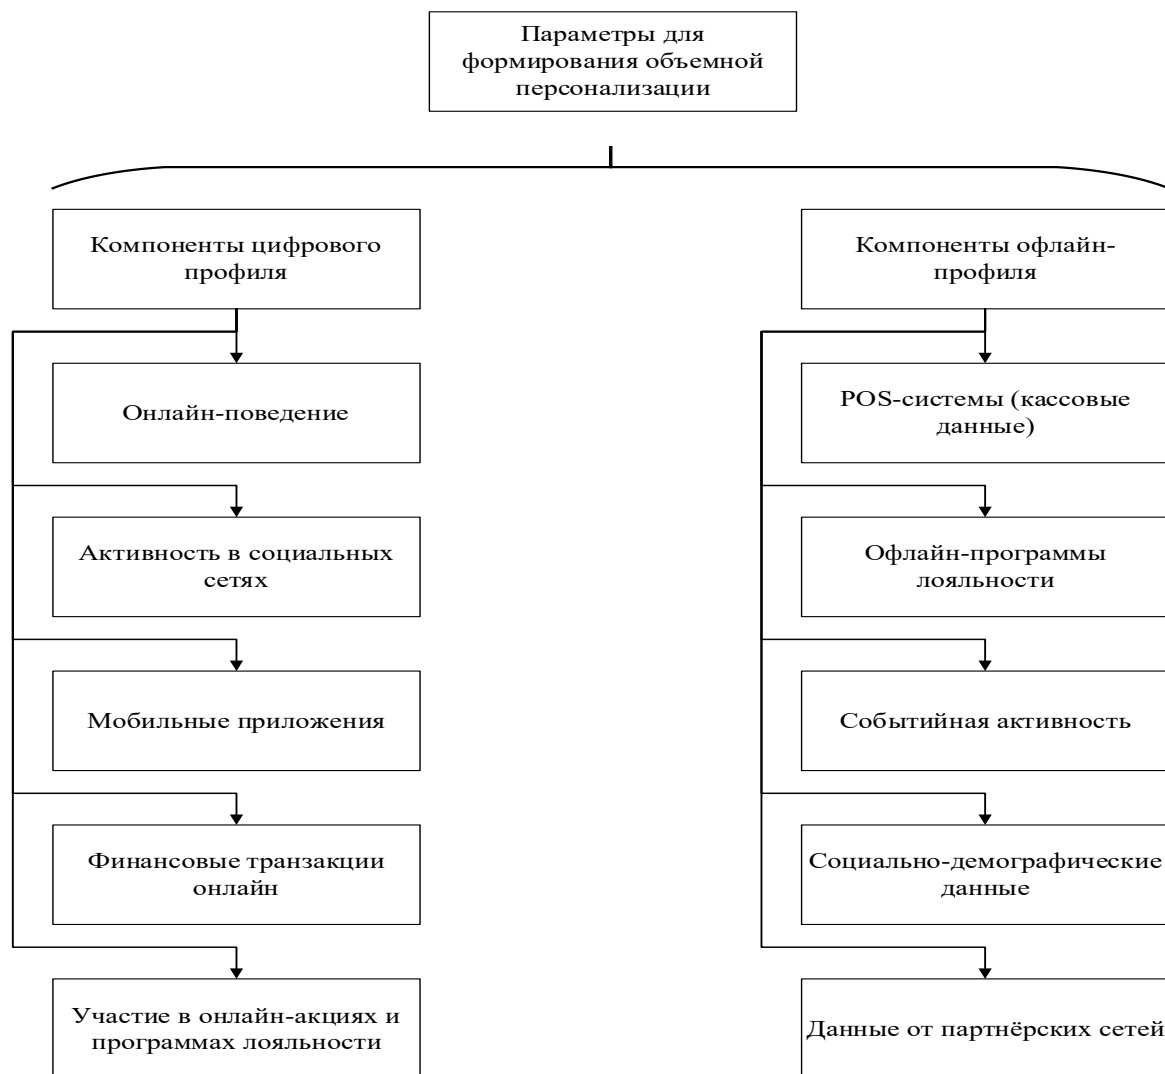 Параметры для
формирования объемной
персонализации
Компоненты цифрового
профиля
Онлайн-поведение
Активность в социальных
сетях
Мобильные приложения
Финансовые транзакции
онлайн
Участие в онлайн-акциях и
программах лояльности
Компоненты офлайн-
профиля
POS-системы (кассовые
данные)
Офлайн-программы
лояльности
Событийная активность
Социально-демографические
данные
Данные от партнёрских сетей